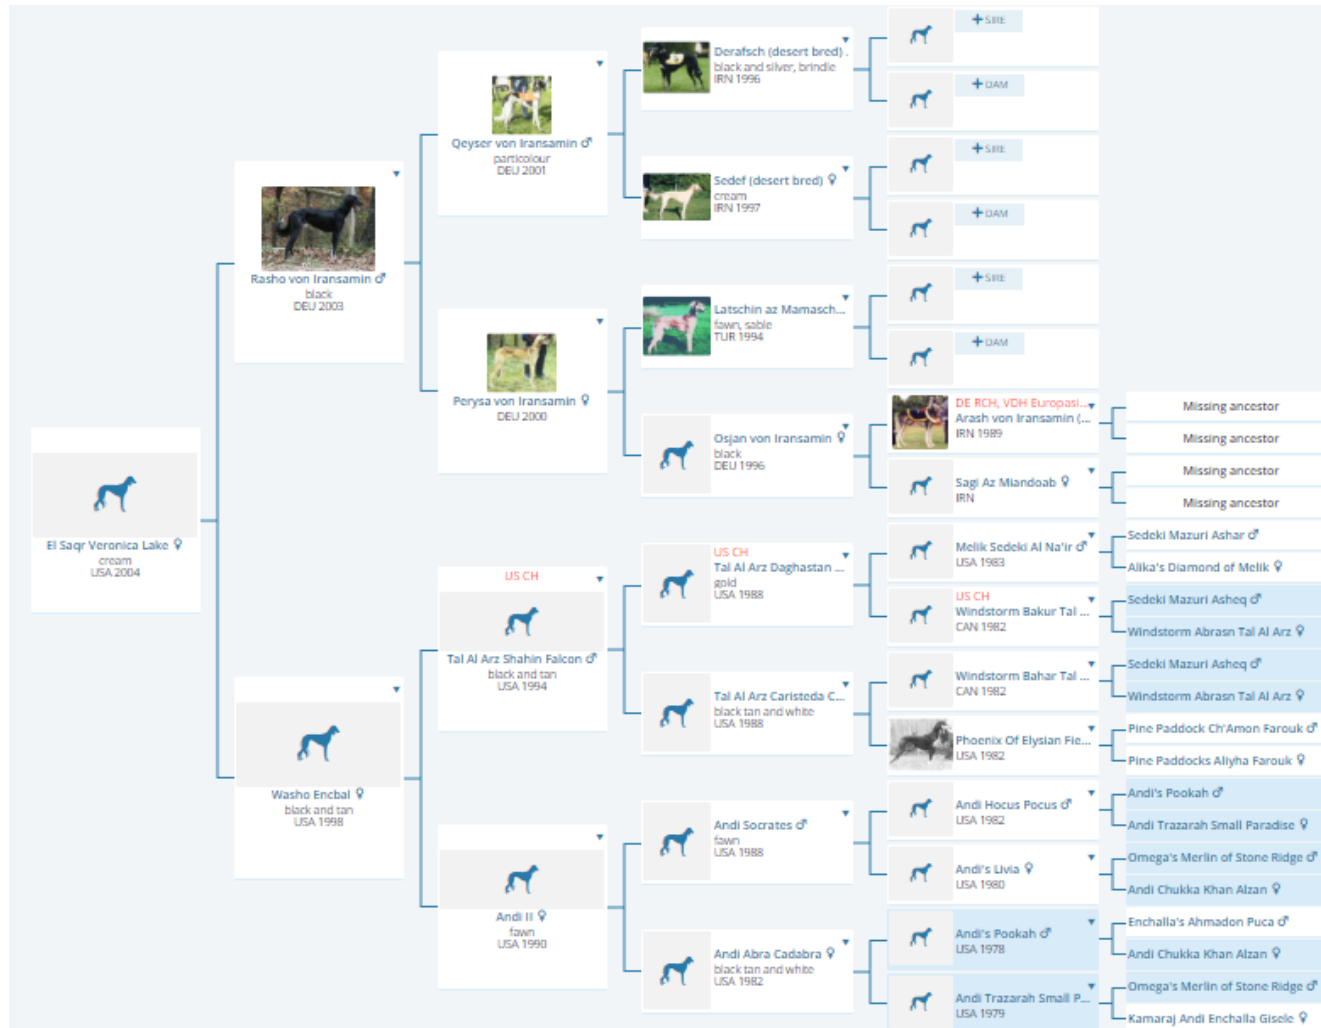 El Saqr Veronica Lake ♀
cream
USA 2004
Rasho von Iransamin ♂
black
DEU 2003
Washo Encbal ♀
black and tan
USA 1998
Qeyser von Iransamin ♂
particolour
DEU 2001
Perysa von Iransamin ♀
DEU 2000
US CH
Tal Al Arz Shahin Falcon ♂
black and tan
USA 1994
Andi II ♀
fawn
USA 1990
Derafsch (desert bred) .
black and silver, brindle
IRN 1996
Sedef (desert bred) ♀
cream
IRN 1997
Latschin az Mamasch...
fawn, sable
TUR 1994
Osjan von Iransamin ♀
black
DEU 1996
US CH
Tal Al Arz Daghastan ...
gold
USA 1988
Tal Al Arz Caristeda C...
black tan and white
USA 1988
Andi Socrates ♂
fawn
USA 1988
Andi Abra Cadabra ♀
black tan and white
USA 1982
+ SIRE
+ DAM
+ SIRE
+ DAM
+ SIRE
+ DAM
DE RCH, VDH Europasi...
Arash von Iransamin (...
IRN 1989
Sagi Az Miandoab ♀
IRN
Melik Sedeki Al Na'ir ♂
USA 1983
US CH
Windstorm Bakur Tal ...
CAN 1982
Windstorm Bahar Tal ...
CAN 1982
Phoenix Of Elysian Fie...
USA 1982
Andi Hocus Pocus ♂
USA 1982
Andi's Livia ♀
USA 1980
Andi's Pookah ♂
USA 1978
Andi Trazarah Small P...
USA 1979
Missing ancestor
Missing ancestor
Missing ancestor
Missing ancestor
Sedeki Mazuri Ashar ♂
Alika's Diamond of Melik ♀
Sedeki Mazuri Asheq ♂
Windstorm Abrasn Tal Al Arz ♀
Sedeki Mazuri Asheq ♂
Windstorm Abrasn Tal Al Arz ♀
Pine Paddock Ch'Amon Farouk ♂
Pine Paddocks Aliyha Farouk ♀
Andi's Pookah ♂
Andi Trazarah Small Paradise ♀
Omega's Merlin of Stone Ridge ♂
Andi Chukka Khan Alzan ♀
Enchalla's Ahmadon Puca ♂
Andi Chukka Khan Alzan ♀
Omega's Merlin of Stone Ridge ♂
Kamaraj Andi Enchalla Gisele ♀